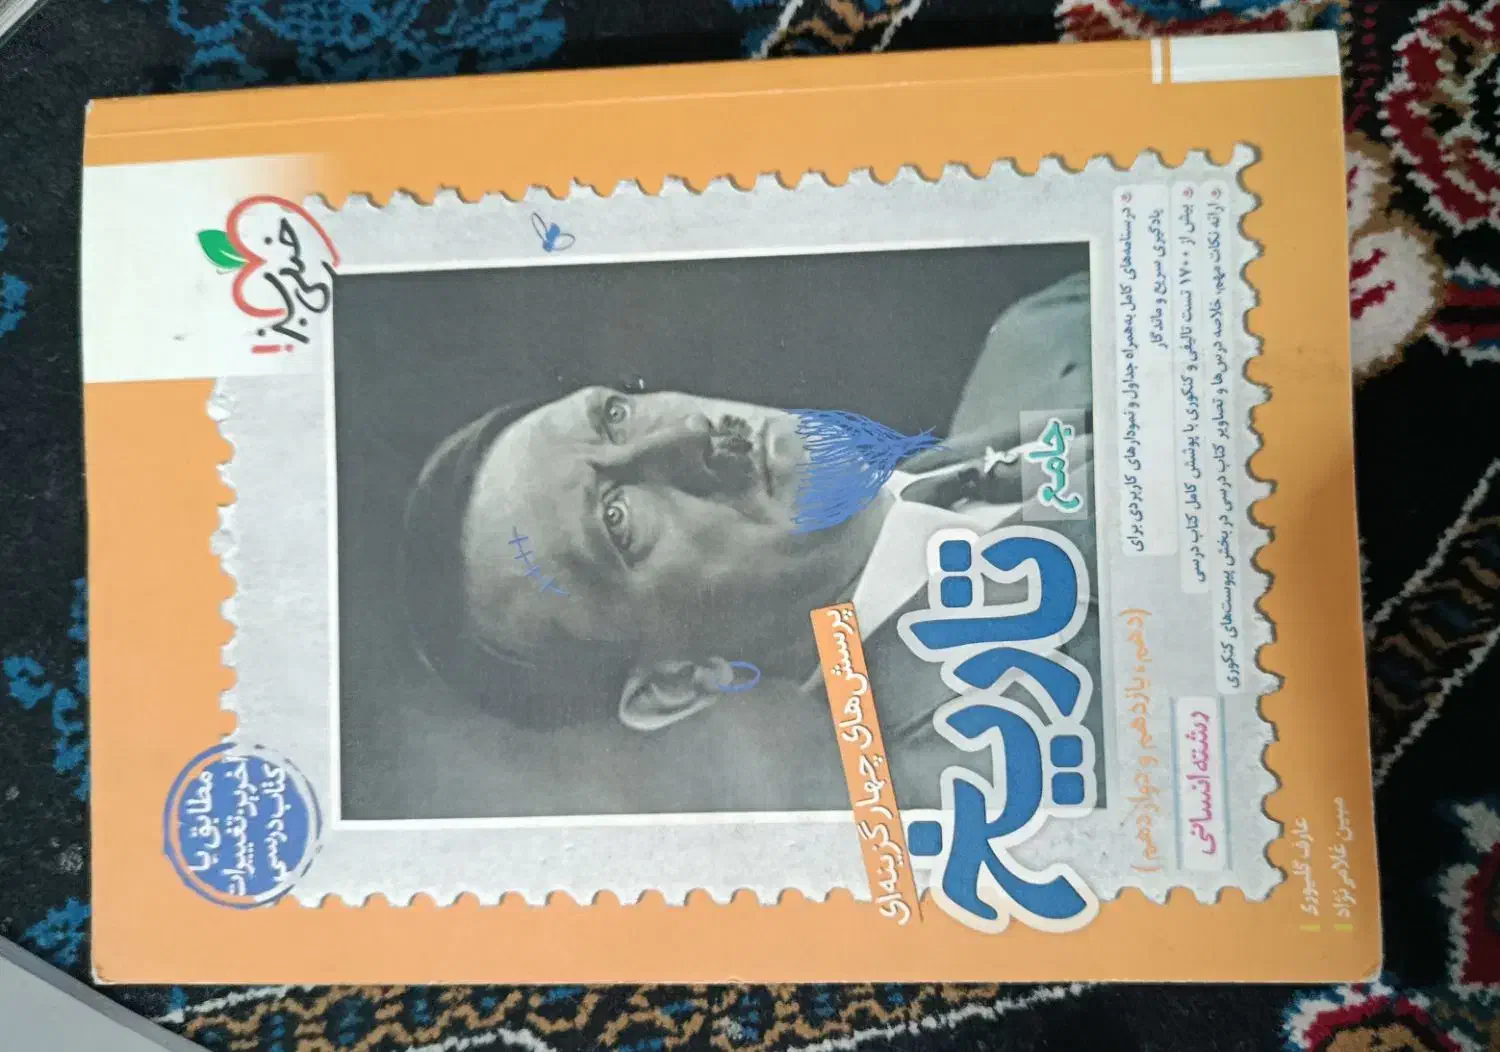 خیلی سبز!
مطابق با
آخرین تغییرات
کتاب درسی
پرسش‌های چهارگزینه‌ای
تاریخ
جامع
(دهم، یازدهم و دوازدهم)
رشته انسانی
درسنامه‌های کامل به‌همراه جداول و نمودارهای کاربردی برای
یادگیری سریع و ماندگار
بیش از ۱۷۰۰ تست تألیفی و کنکوری با پوشش کامل کتاب درسی
ارائه نکات مهم، خلاصه درس‌ها و تصاویر کتاب درسی در بخش پیوست‌های کنکوری
عارف گلپوری
مبین غلامرنژاد